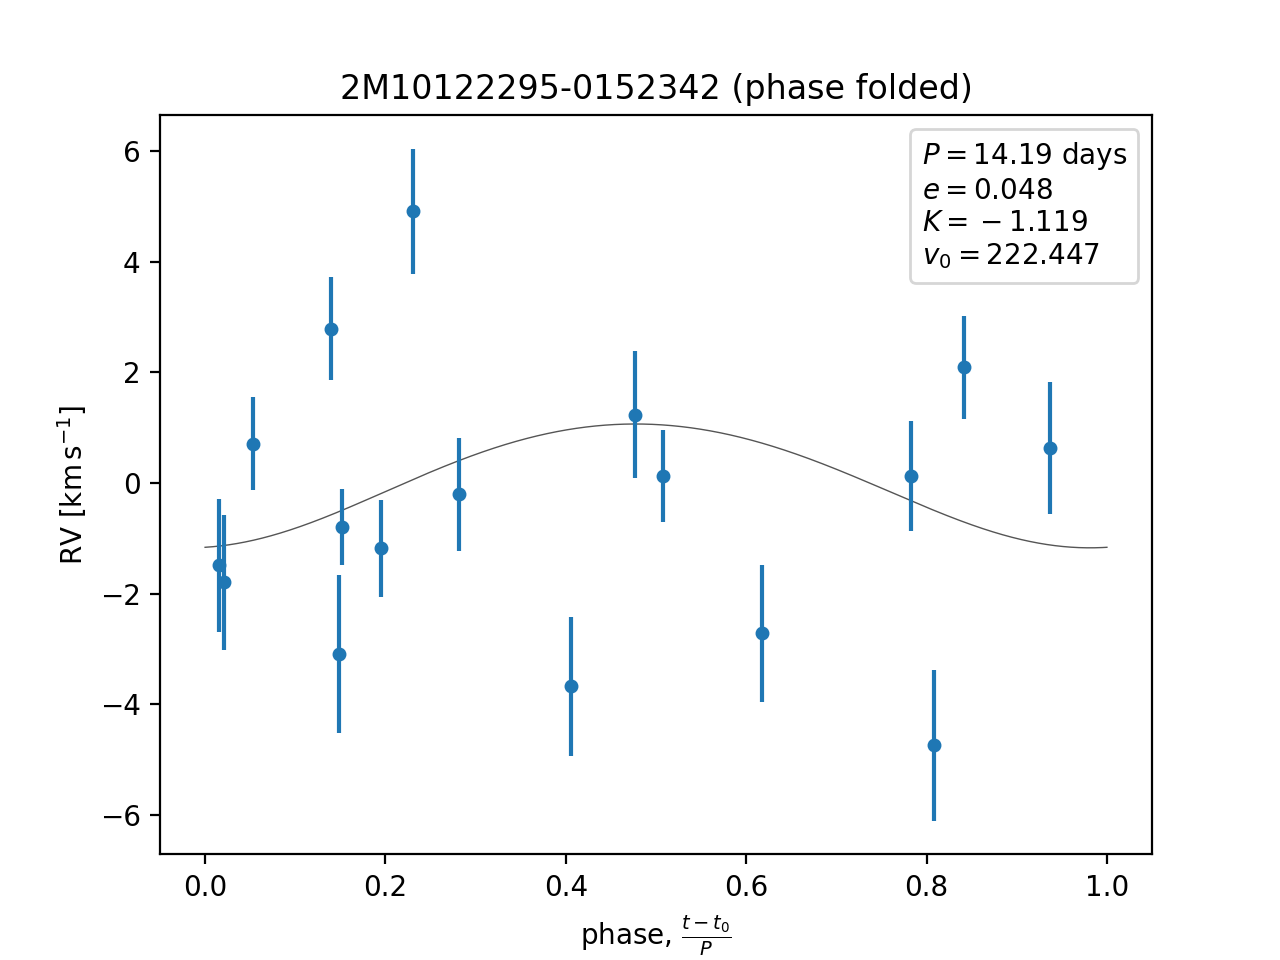 2M10122295-0152342 (phase folded)
P = 14.19 days
e = 0.048
K = −1.119
v₀ = 222.447
RV [km s⁻¹]
6
4
2
0
−2
−4
−6
0.0 0.2 0.4 0.6 0.8 1.0
phase, (t − t₀)/P